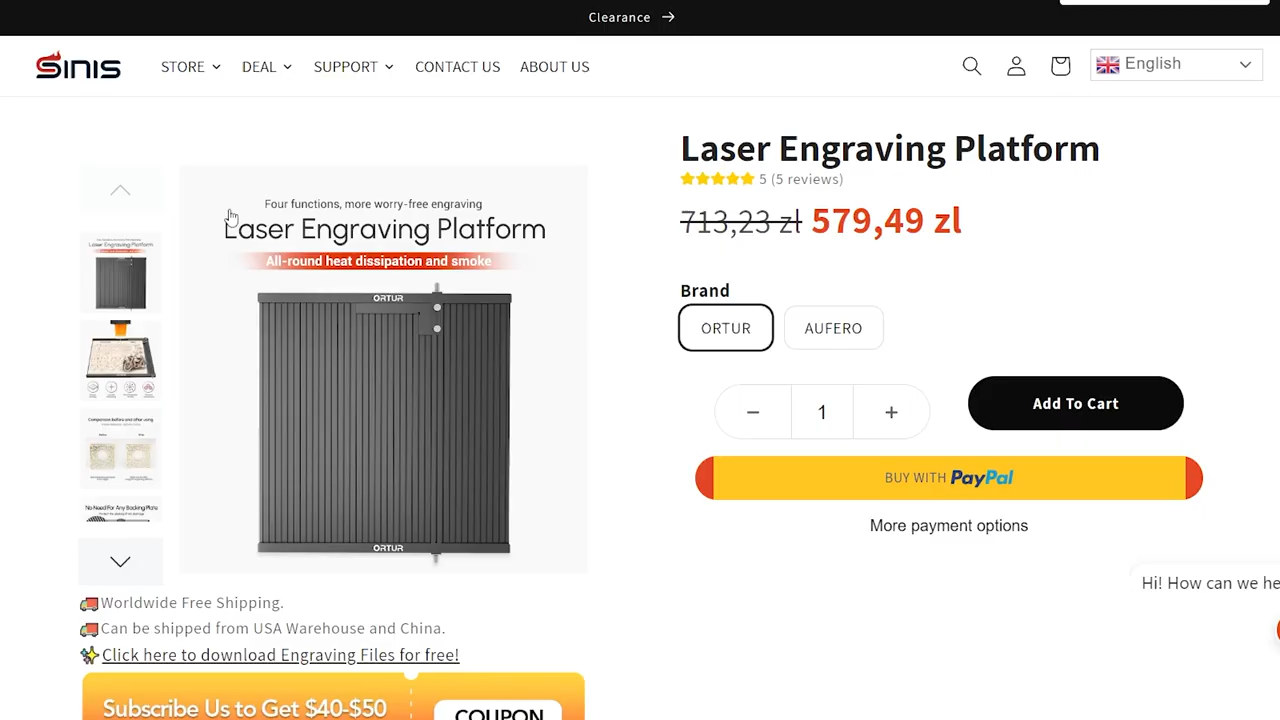 Clearance →
SINIS
STORE
DEAL
SUPPORT
CONTACT US
ABOUT US
English
Laser Engraving Platform
5 (5 reviews)
713,23 zl 579,49 zl
Brand
ORTUR
AUFERO
− 1 +
Add To Cart
BUY WITH PayPal
More payment options
Hi! How can we he
Four functions, more worry-free engraving
Laser Engraving Platform
All-round heat dissipation and smoke
ORTUR
ORTUR
Laser Engraving Platform
Comparison before and after using
No Need For Any Backing Plate
Worldwide Free Shipping.
Can be shipped from USA Warehouse and China.
Click here to download Engraving Files for free!
Subscribe Us to Get $40-$50
COUPON